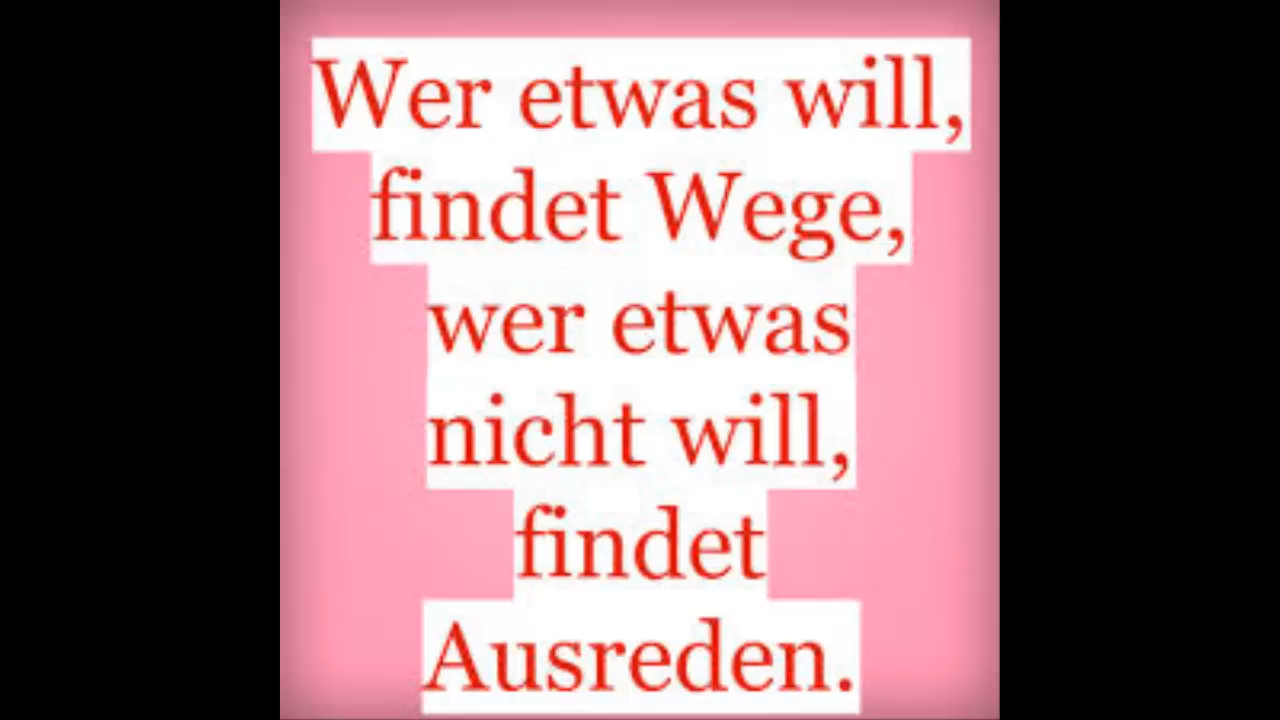 Wer etwas will,
findet Wege,
wer etwas
nicht will,
findet
Ausreden.